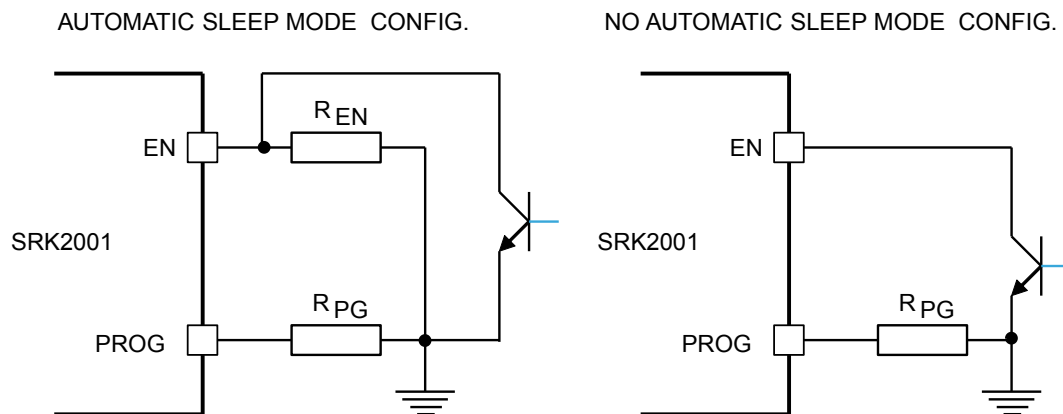 AUTOMATIC SLEEP MODE CONFIG.
NO AUTOMATIC SLEEP MODE CONFIG.
R EN
EN
SRK2001
R PG
PROG
EN
SRK2001
R PG
PROG